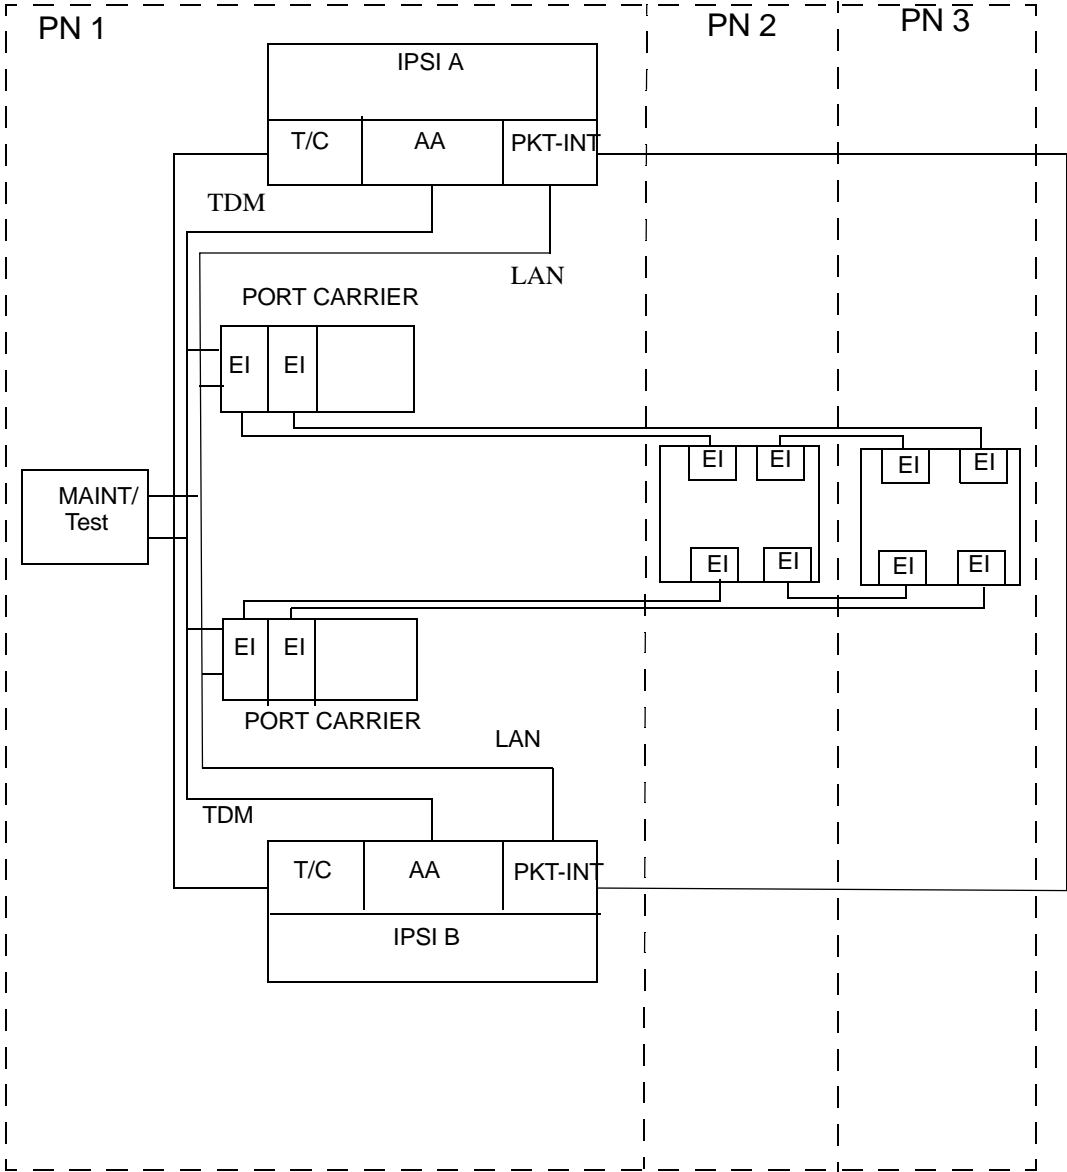 PN 1
PN 2
PN 3
IPSI A
T/C
AA
PKT-INT
TDM
LAN
PORT CARRIER
EI
EI
EI
EI
EI
EI
MAINT/
Test
EI
EI
EI
EI
EI
EI
PORT CARRIER
LAN
TDM
T/C
AA
PKT-INT
IPSI B